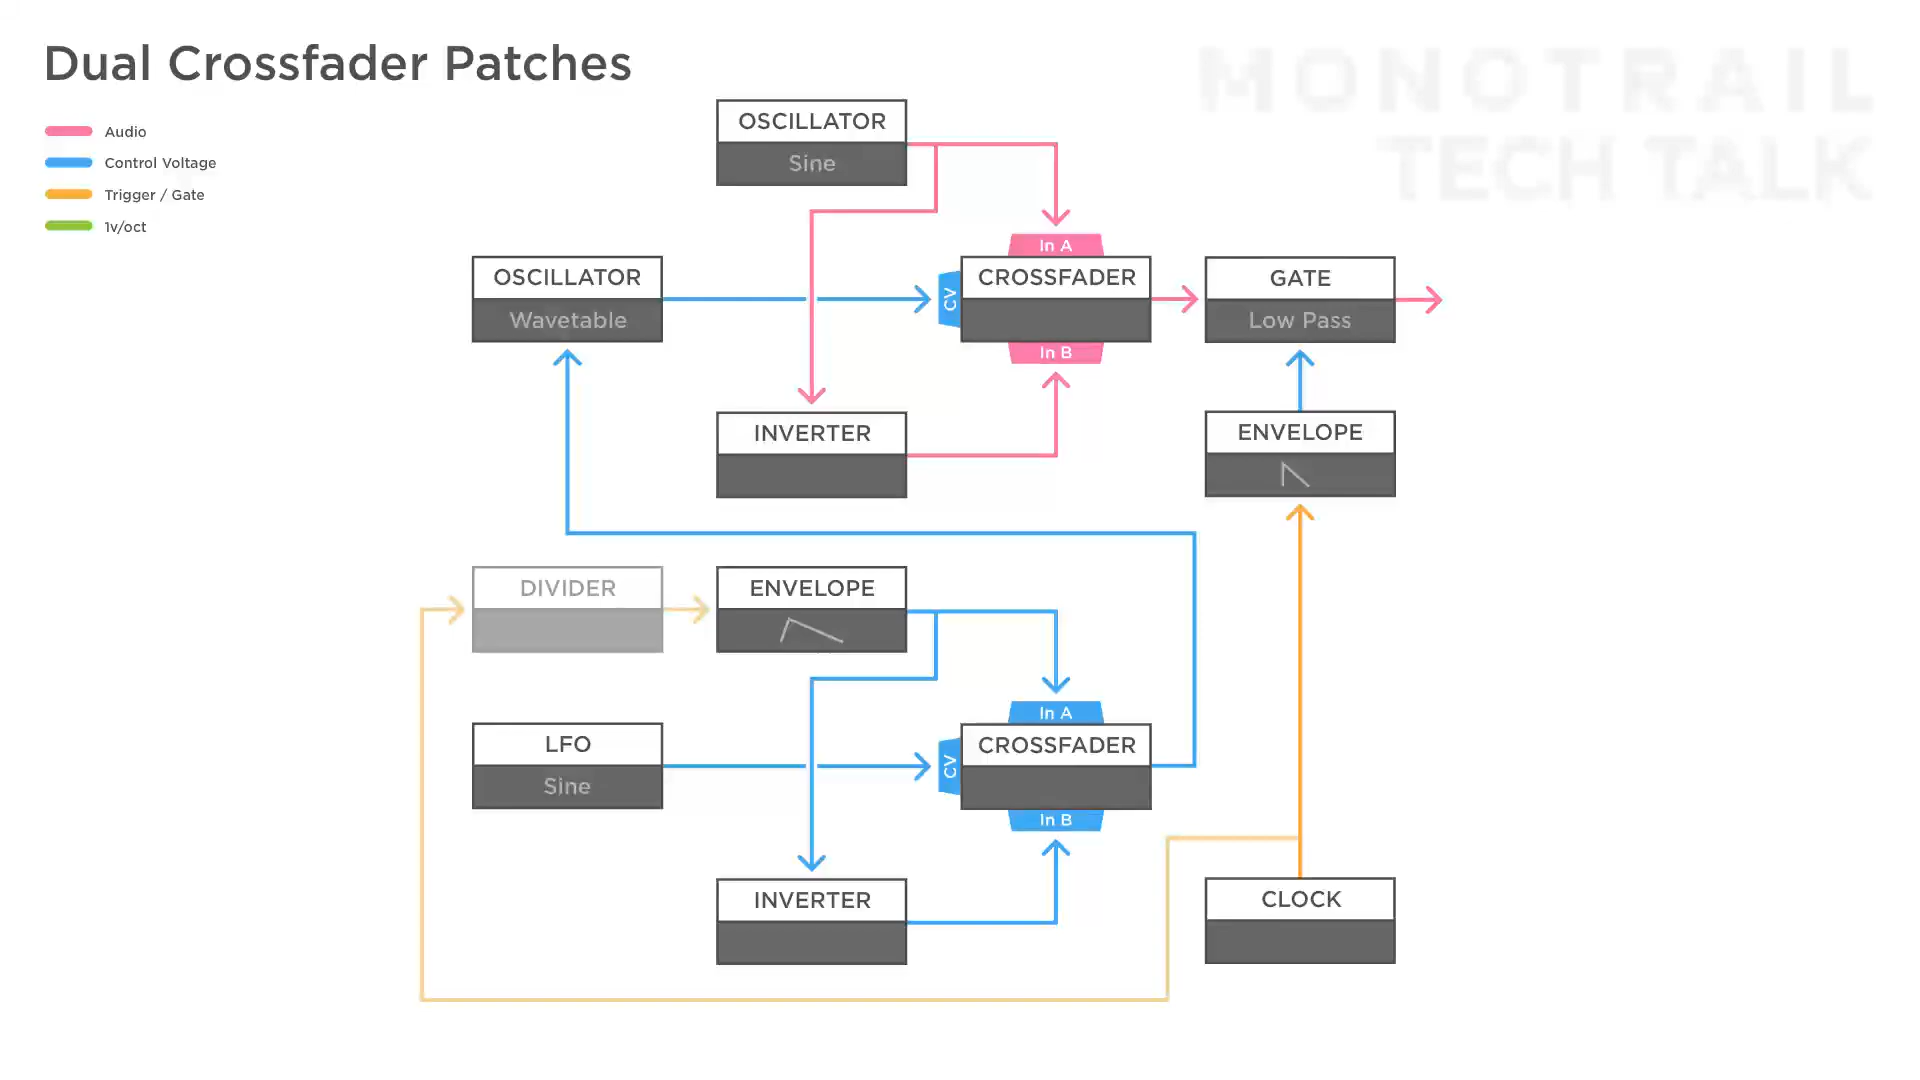 Dual Crossfader Patches
MONOTRAIL
TECH TALK
Audio
Control Voltage
Trigger / Gate
1v/oct
OSCILLATOR
Sine
In A
OSCILLATOR
Wavetable
CV
CROSSFADER
GATE
Low Pass
In B
INVERTER
ENVELOPE
DIVIDER
ENVELOPE
In A
LFO
Sine
CV
CROSSFADER
In B
INVERTER
CLOCK